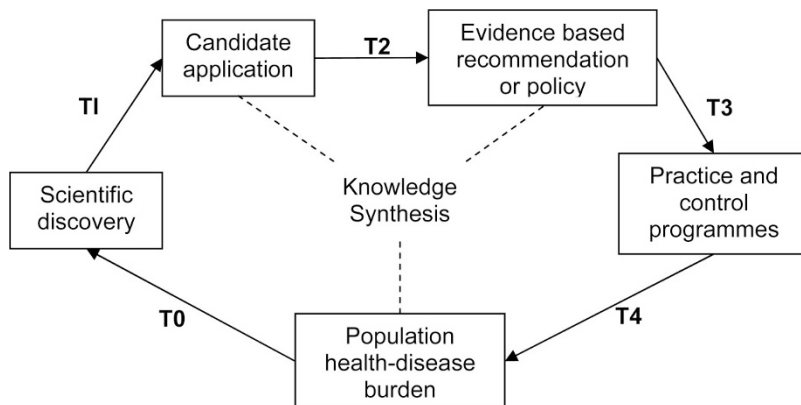 Candidate
application
T2
Evidence based
recommendation
or policy
TI
T3
Scientific
discovery
Knowledge
Synthesis
Practice and
control
programmes
T0
T4
Population
health-disease
burden